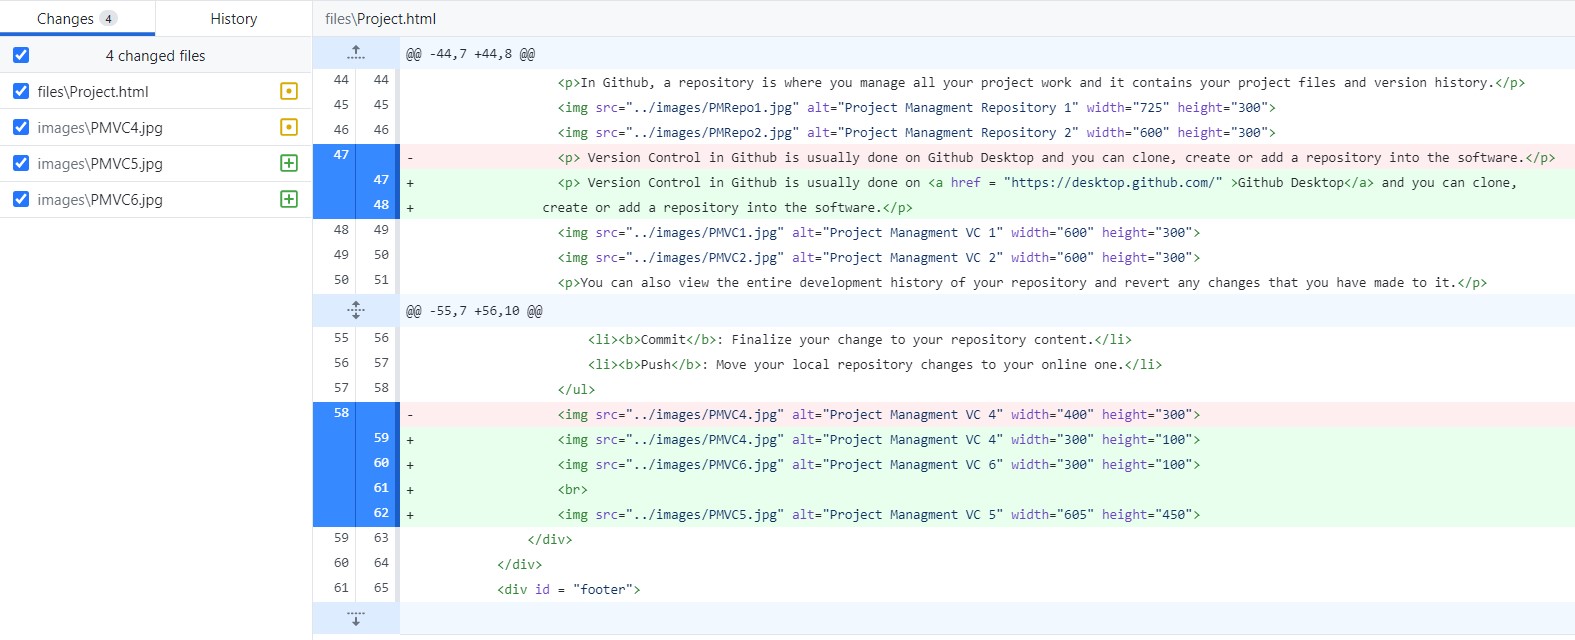 Changes 4
History
4 changed files
files\Project.html
images\PMVC4.jpg
images\PMVC5.jpg
images\PMVC6.jpg
files\Project.html
@@ -44,7 +44,8 @@
44 44 <p>In Github, a repository is where you manage all your project work and it contains your project files and version history.</p>
45 45 <img src="../images/PMRepo1.jpg" alt="Project Managment Repository 1" width="725" height="300">
46 46 <img src="../images/PMRepo2.jpg" alt="Project Managment Repository 2" width="600" height="300">
47 - <p> Version Control in Github is usually done on Github Desktop and you can clone, create or add a repository into the software.</p>
47 + <p> Version Control in Github is usually done on <a href = "https://desktop.github.com/" >Github Desktop</a> and you can clone,
48 + create or add a repository into the software.</p>
48 49 <img src="../images/PMVC1.jpg" alt="Project Managment VC 1" width="600" height="300">
49 50 <img src="../images/PMVC2.jpg" alt="Project Managment VC 2" width="600" height="300">
50 51 <p>You can also view the entire development history of your repository and revert any changes that you have made to it.</p>
@@ -55,7 +56,10 @@
55 56 <li><b>Commit</b>: Finalize your change to your repository content.</li>
56 57 <li><b>Push</b>: Move your local repository changes to your online one.</li>
57 58 </ul>
58 - <img src="../images/PMVC4.jpg" alt="Project Managment VC 4" width="400" height="300">
59 + <img src="../images/PMVC4.jpg" alt="Project Managment VC 4" width="300" height="100">
60 + <img src="../images/PMVC6.jpg" alt="Project Managment VC 6" width="300" height="100">
61 + <br>
62 + <img src="../images/PMVC5.jpg" alt="Project Managment VC 5" width="605" height="450">
59 63 </div>
60 64 </div>
61 65 <div id = "footer">